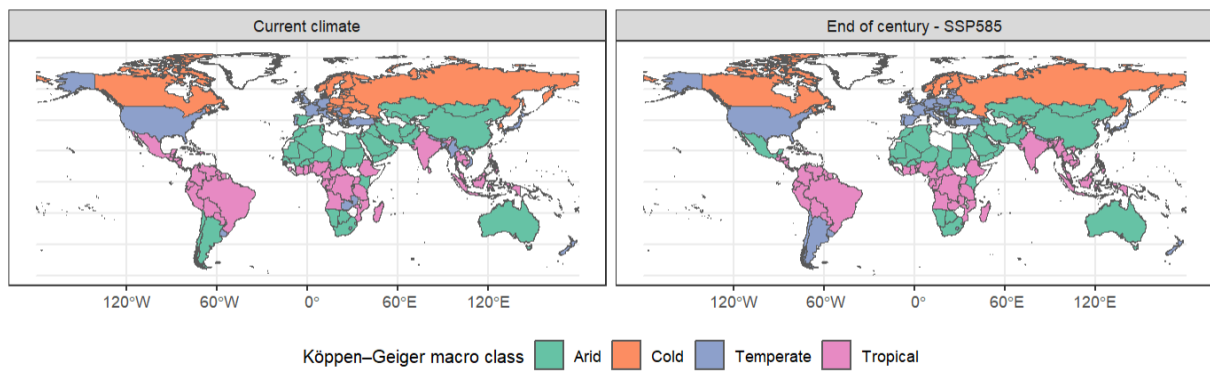 Current climate
End of century - SSP585
120°W 60°W 0° 60°E 120°E
120°W 60°W 0° 60°E 120°E
Köppen–Geiger macro class Arid Cold Temperate Tropical